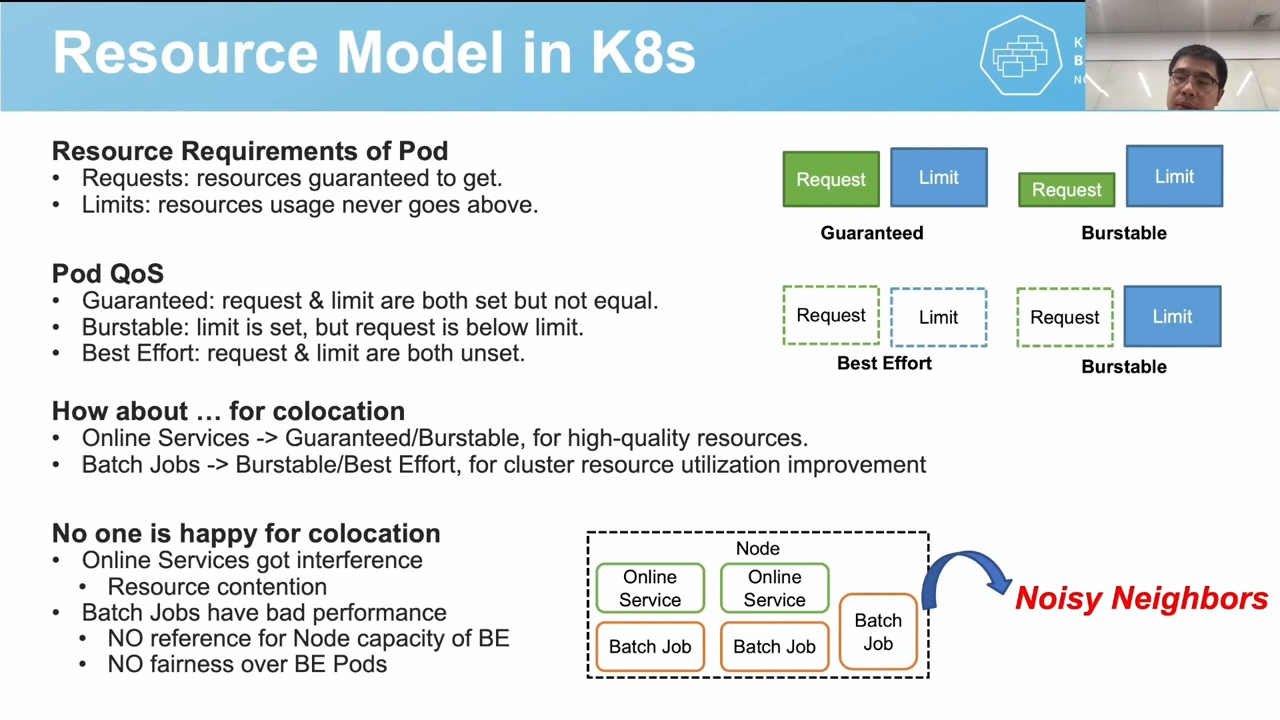 Resource Model in K8s
K
B
Resource Requirements of Pod
• Requests: resources guaranteed to get.
• Limits: resources usage never goes above.
Request
Limit
Guaranteed
Request
Limit
Burstable
Pod QoS
• Guaranteed: request & limit are both set but not equal.
• Burstable: limit is set, but request is below limit.
• Best Effort: request & limit are both unset.
Request
Limit
Best Effort
Request
Limit
Burstable
How about … for colocation
• Online Services -> Guaranteed/Burstable, for high-quality resources.
• Batch Jobs -> Burstable/Best Effort, for cluster resource utilization improvement
No one is happy for colocation
• Online Services got interference
• Resource contention
• Batch Jobs have bad performance
• NO reference for Node capacity of BE
• NO fairness over BE Pods
Node
Online
Service
Online
Service
Batch Job
Batch Job
Batch
Job
Noisy Neighbors